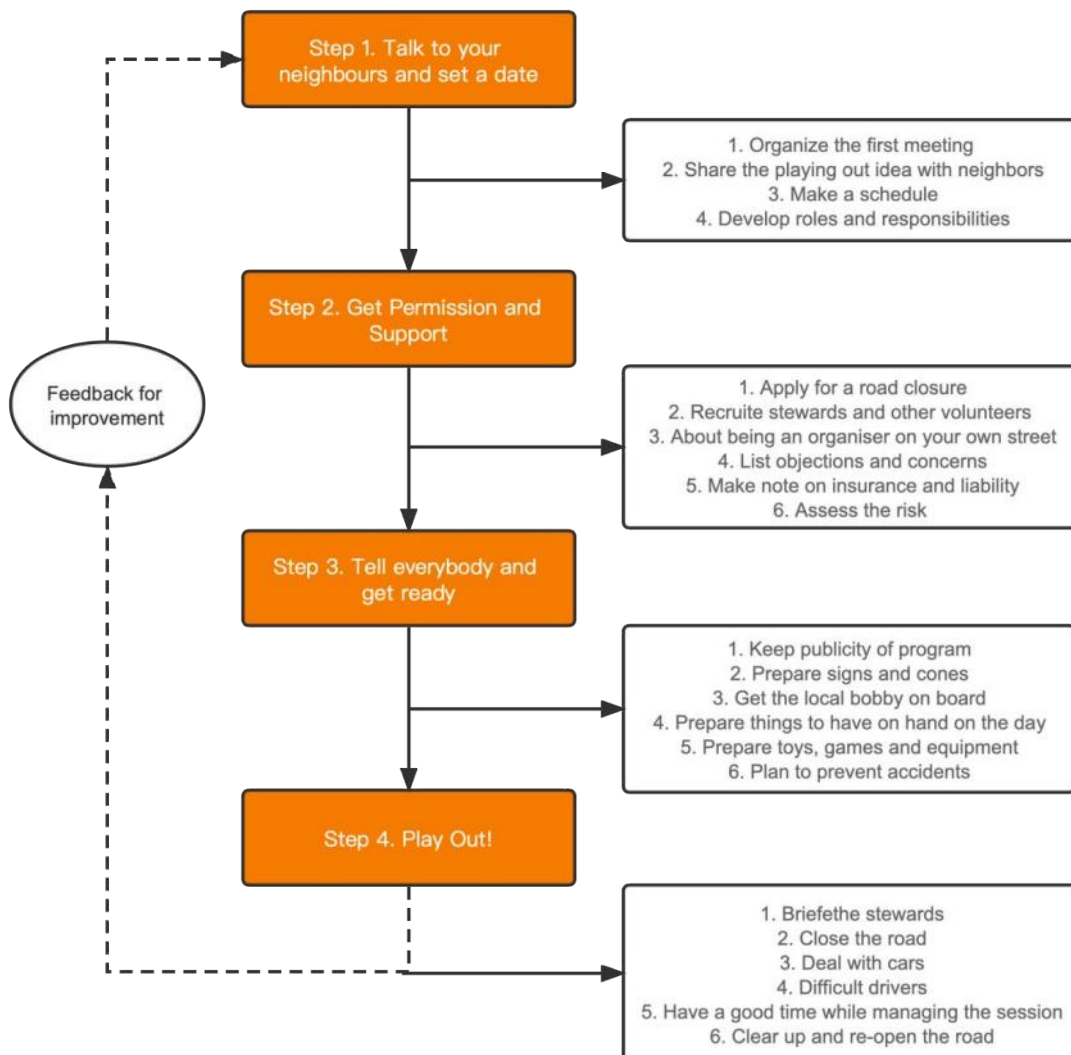 Step 1. Talk to your
neighbours and set a date
1. Organize the first meeting
2. Share the playing out idea with neighbors
3. Make a schedule
4. Develop roles and responsibilities
Step 2. Get Permission and
Support
Feedback for
improvement
1. Apply for a road closure
2. Recruite stewards and other volunteers
3. About being an organiser on your own street
4. List objections and concerns
5. Make note on insurance and liability
6. Assess the risk
Step 3. Tell everybody and
get ready
1. Keep publicity of program
2. Prepare signs and cones
3. Get the local bobby on board
4. Prepare things to have on hand on the day
5. Prepare toys, games and equipment
6. Plan to prevent accidents
Step 4. Play Out!
1. Briefethe stewards
2. Close the road
3. Deal with cars
4. Difficult drivers
5. Have a good time while managing the session
6. Clear up and re-open the road